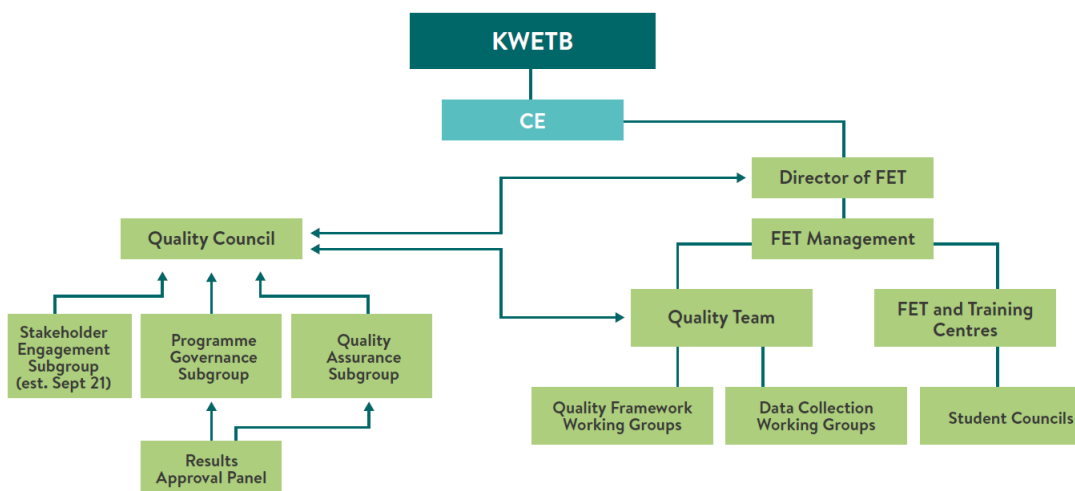 KWETB
CE
Director of FET
Quality Council
FET Management
Stakeholder
Engagement
Subgroup
(est. Sept 21)
Programme
Governance
Subgroup
Quality
Assurance
Subgroup
Quality Team
FET and Training
Centres
Quality Framework
Working Groups
Data Collection
Working Groups
Student Councils
Results
Approval Panel